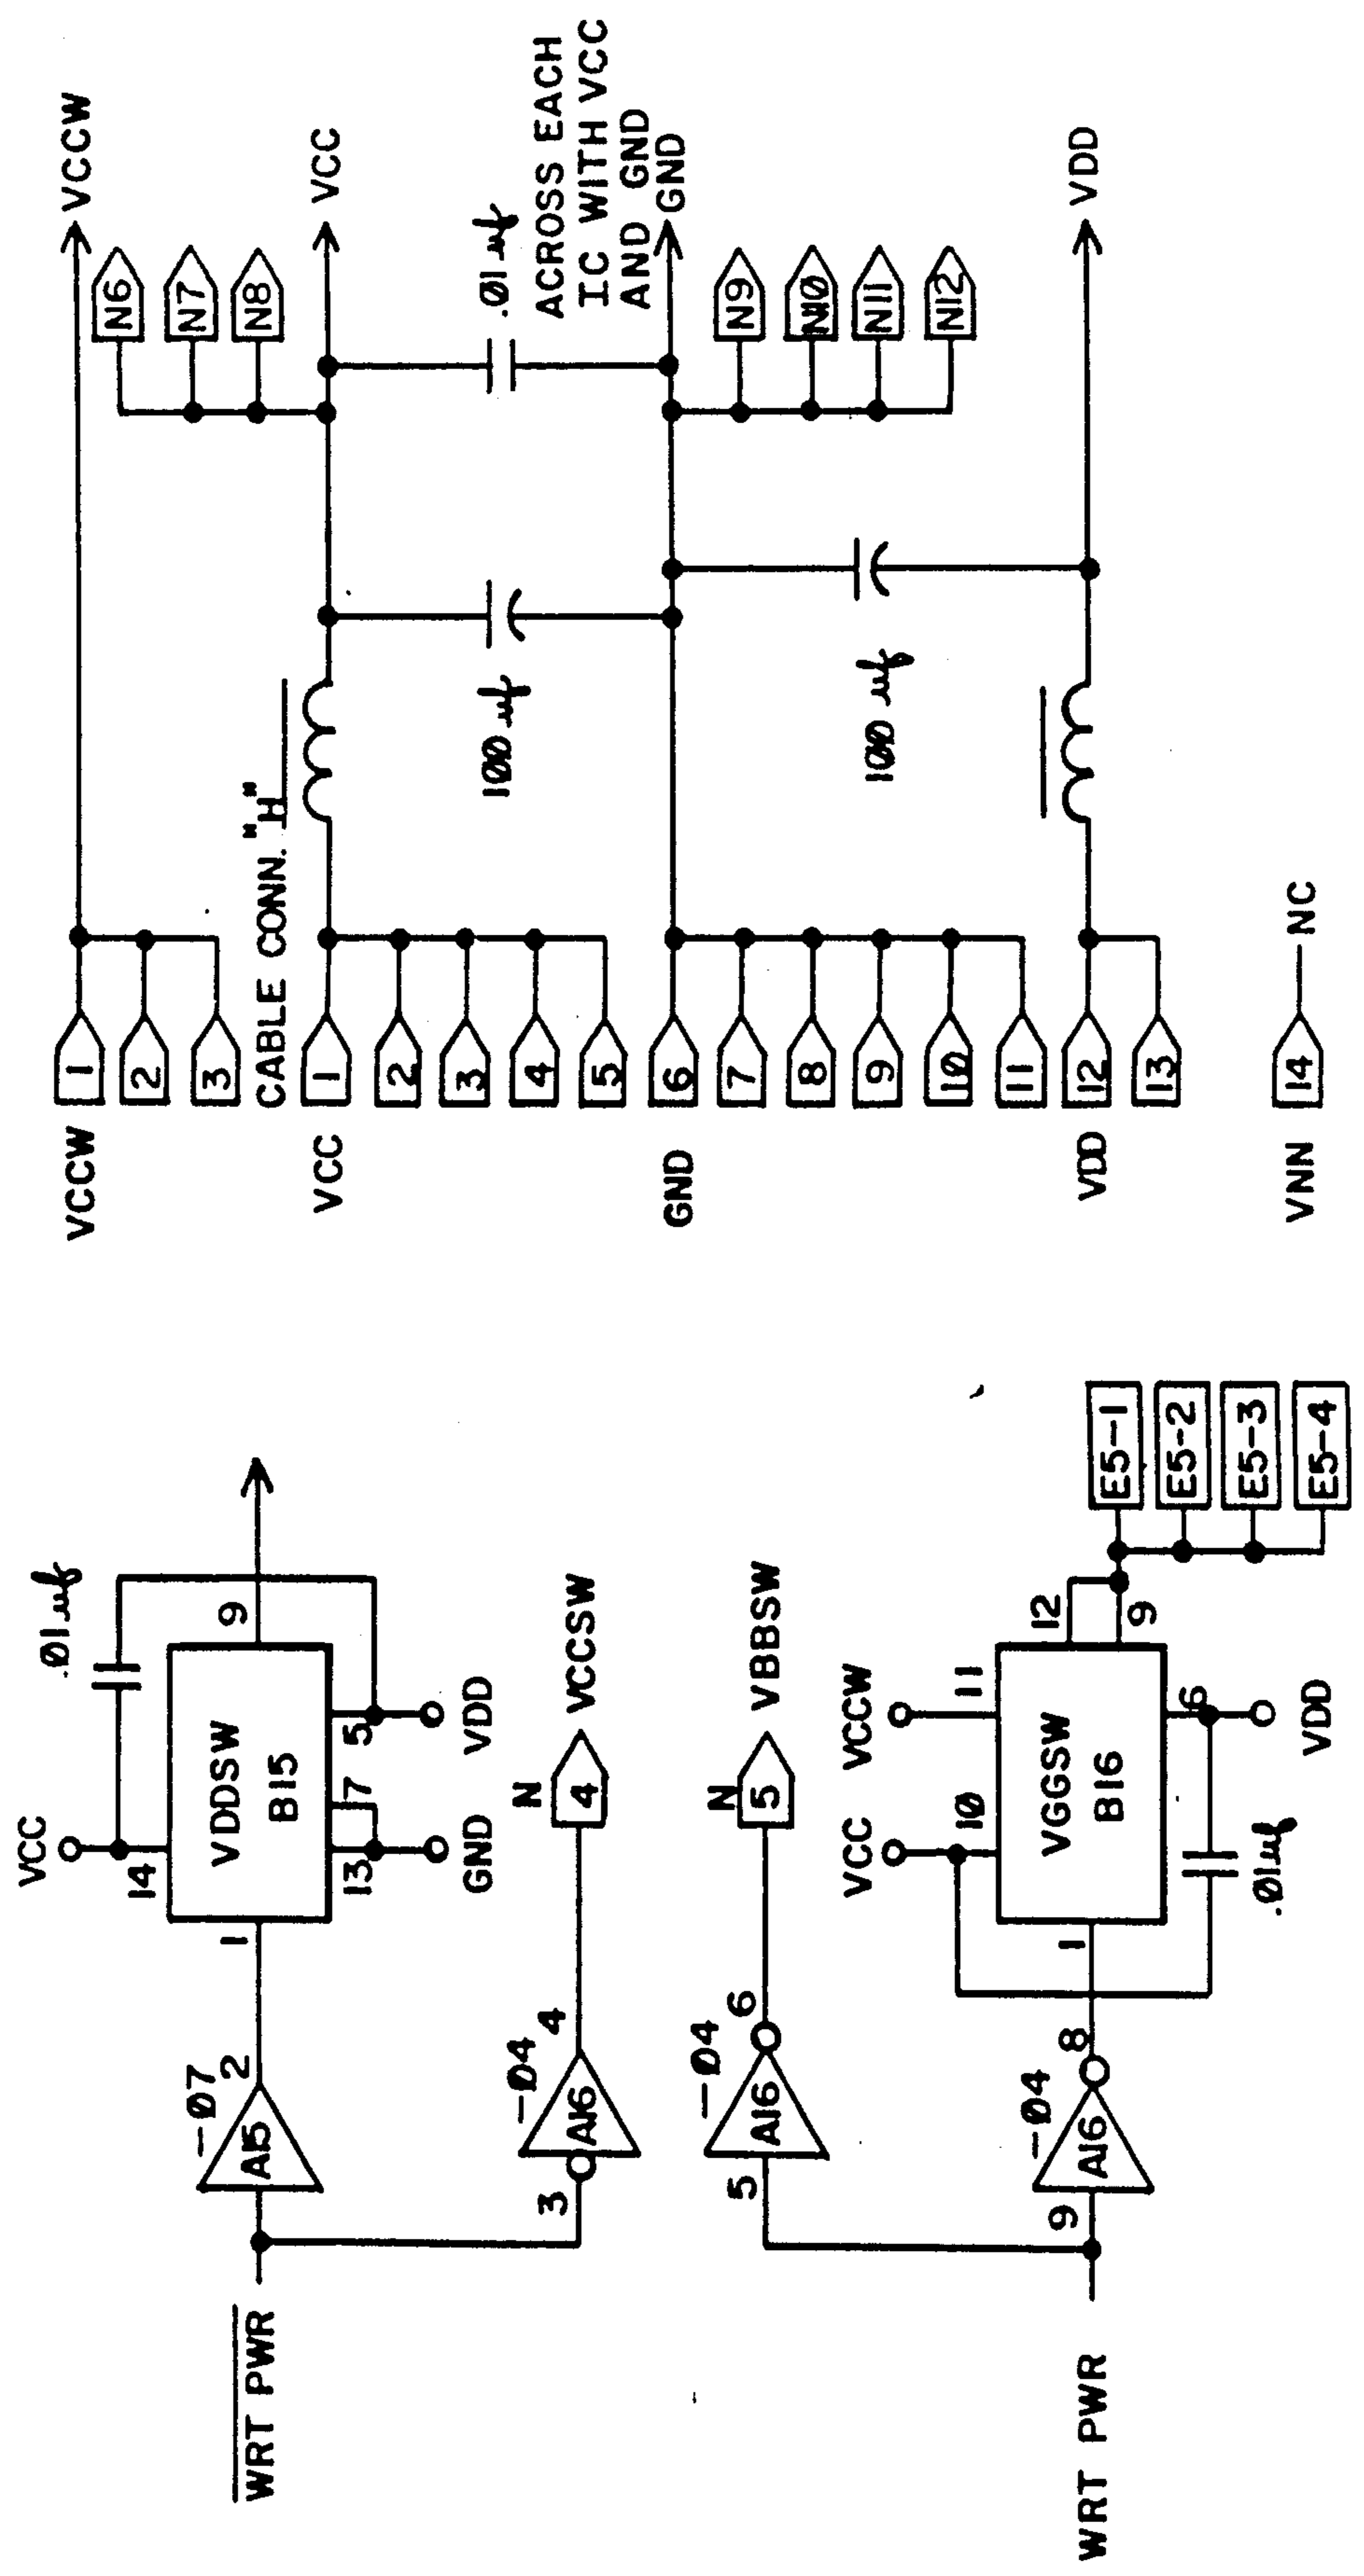 WRT PWR
-07
A15
2
1
VCC
14
.01uf
VDDSW
B15
9
13
7
5
GND
VDD
3
-04
A16
4
N
4
VCCSW
5
-04
A16
6
N
5
VBBSW
WRT PWR
9
-04
A16
8
1
VCC
10
VCCW
11
VGGSW
B16
12
9
6
VDD
.01uf
E5-1
E5-2
E5-3
E5-4
VCCW
1
2
3
VCCW
CABLE CONN. "H"
VCC
1
2
3
4
5
N6
N7
N8
VCC
100 uf
.01 uf
ACROSS EACH
IC WITH VCC
AND GND
GND
GND
6
7
8
9
10
11
N9
N10
N11
N12
100 uf
VDD
12
13
VDD
VNN
14
NC